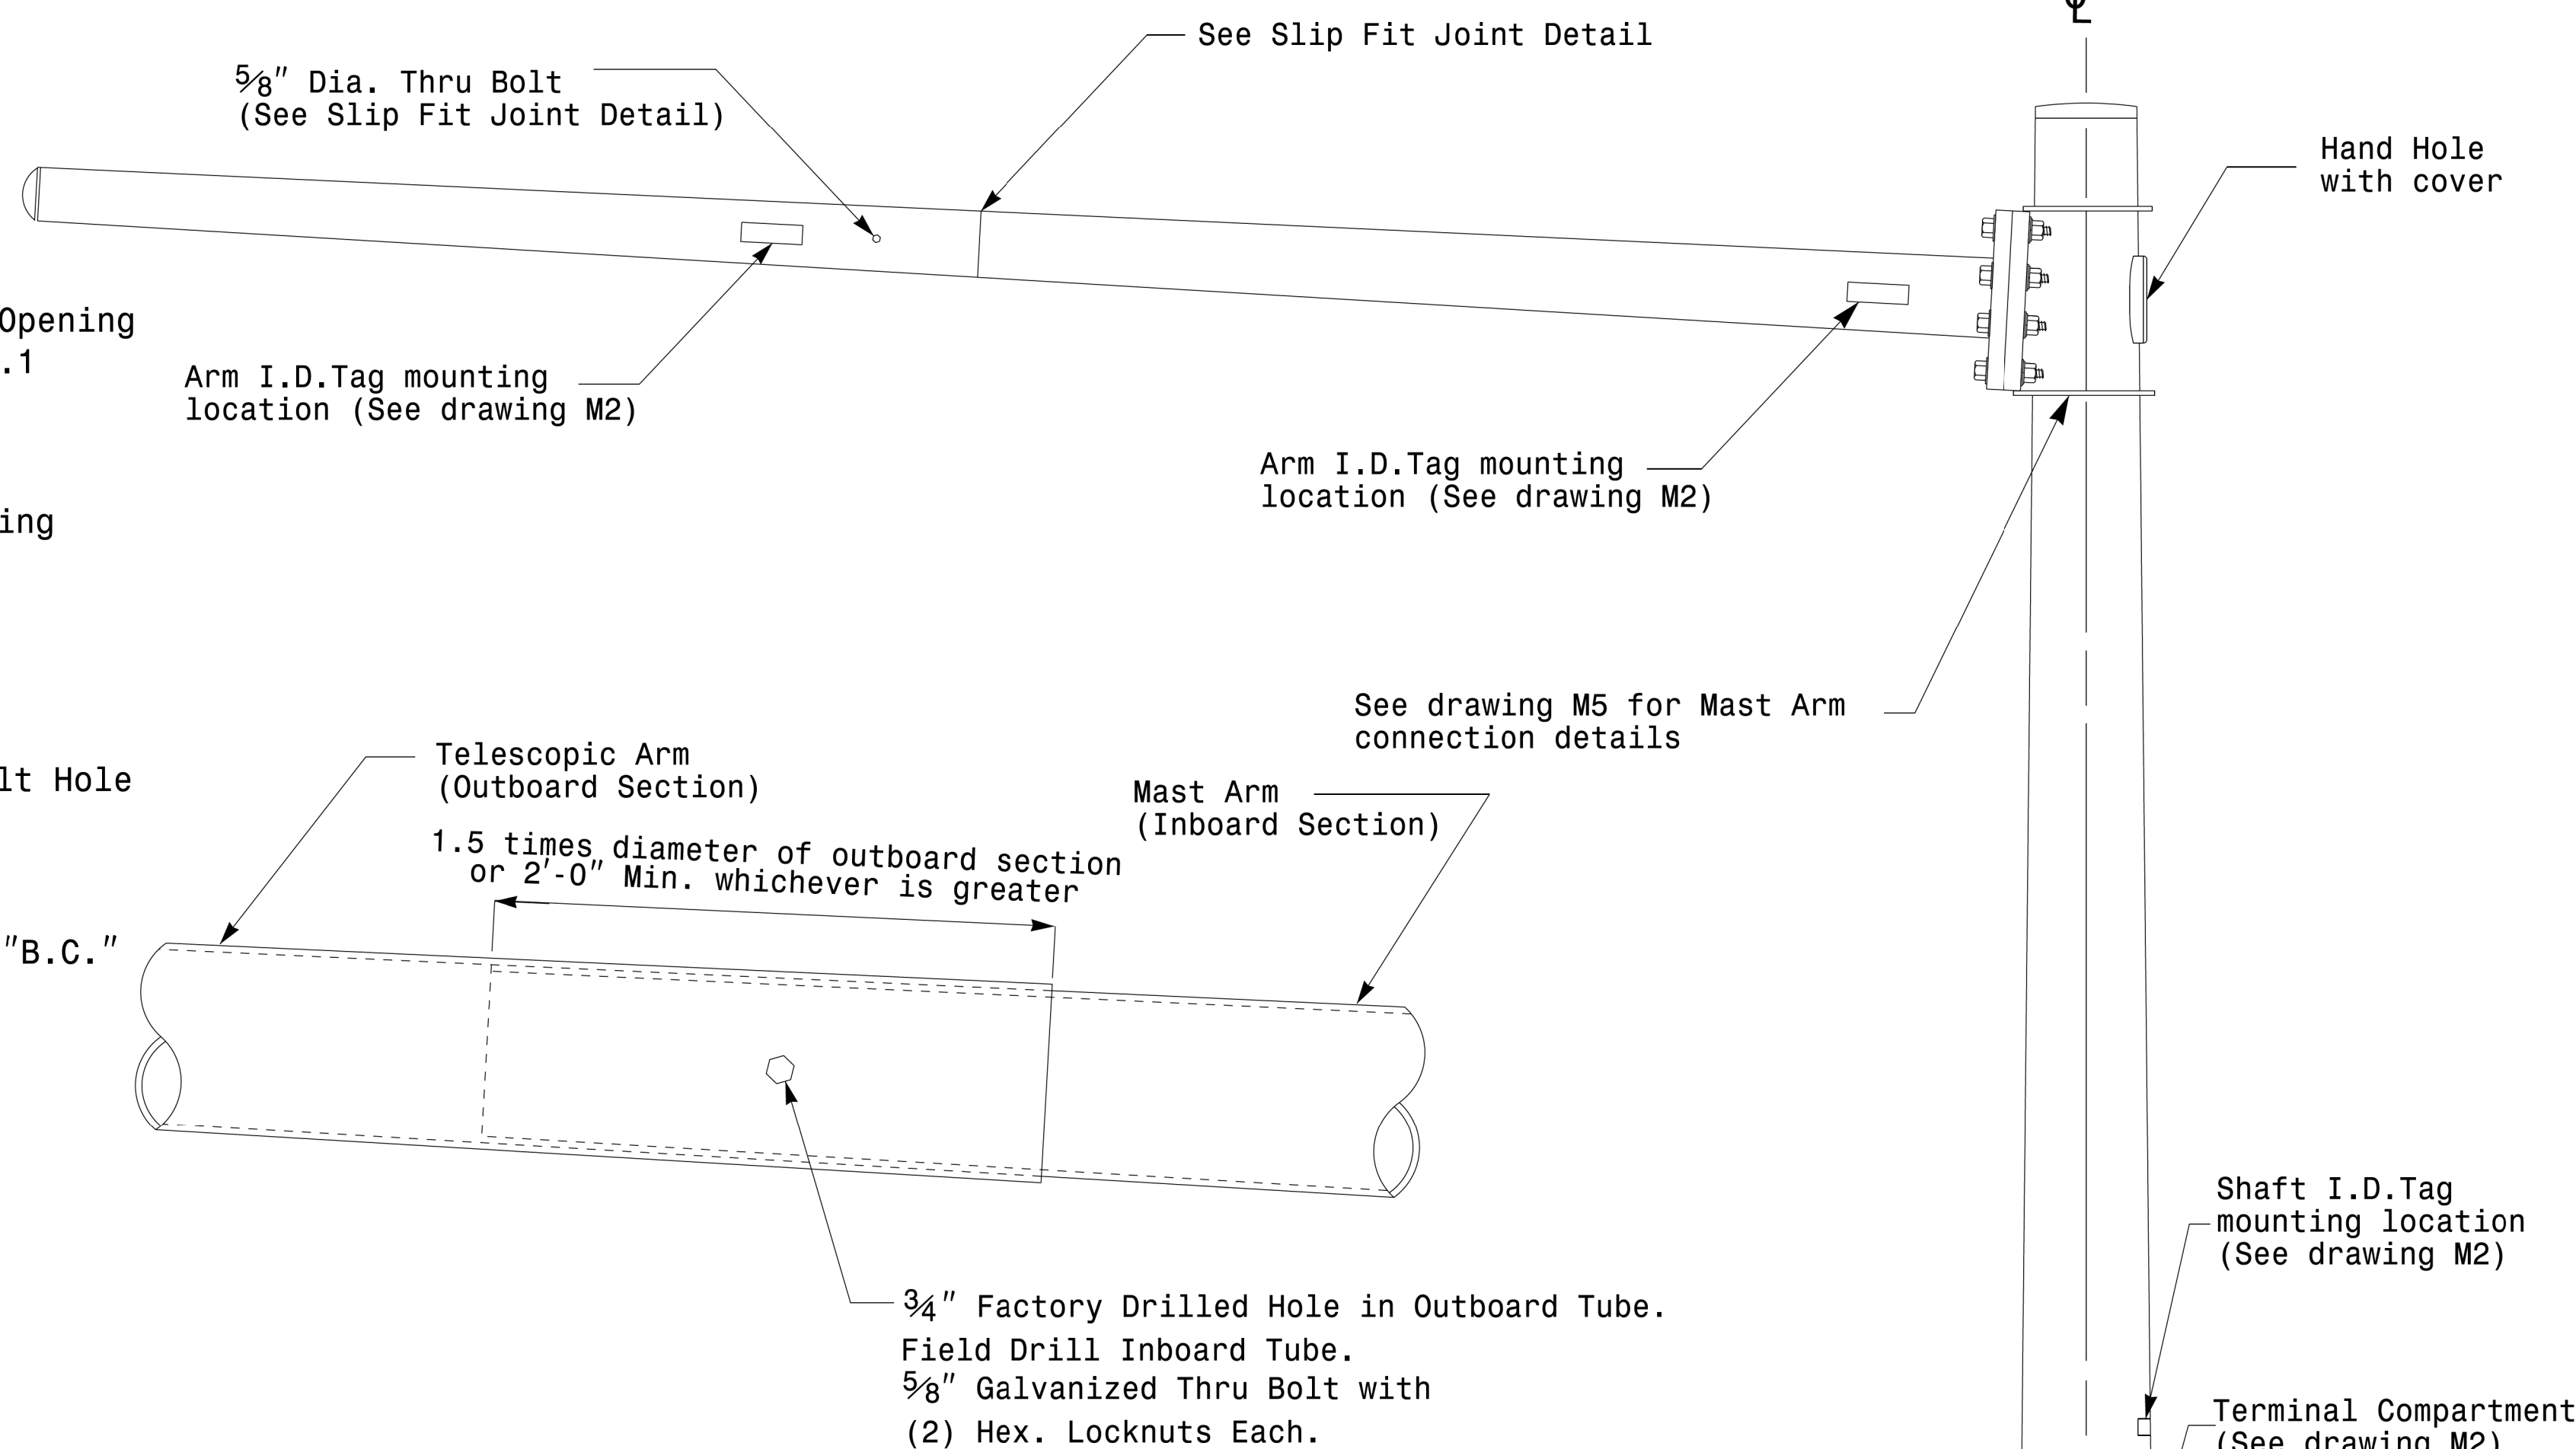 ℄
See Slip Fit Joint Detail
5/8" Dia. Thru Bolt
(See Slip Fit Joint Detail)
Hand Hole
with cover
Opening
.1
Arm I.D.Tag mounting
location (See drawing M2)
Arm I.D.Tag mounting
location (See drawing M2)
ing
See drawing M5 for Mast Arm
connection details
Telescopic Arm
(Outboard Section)
lt Hole
Mast Arm
(Inboard Section)
1.5 times diameter of outboard section
or 2'-0" Min. whichever is greater
"B.C."
Shaft I.D.Tag
mounting location
(See drawing M2)
3/4" Factory Drilled Hole in Outboard Tube.
Field Drill Inboard Tube.
5/8" Galvanized Thru Bolt with
(2) Hex. Locknuts Each.
Terminal Compartment
(See drawing M2)